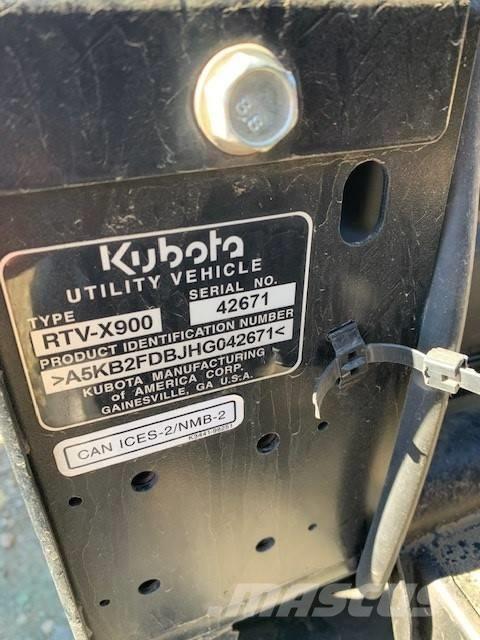 8.8
Kubota
UTILITY VEHICLE
TYPE SERIAL NO.
RTV-X900 42671
PRODUCT IDENTIFICATION NUMBER
>A5KB2FDBJHG042671<
KUBOTA MANUFACTURING
of AMERICA CORP.
GAINESVILLE, GA U.S.A.
CAN ICES-2/NMB-2
MASCUS